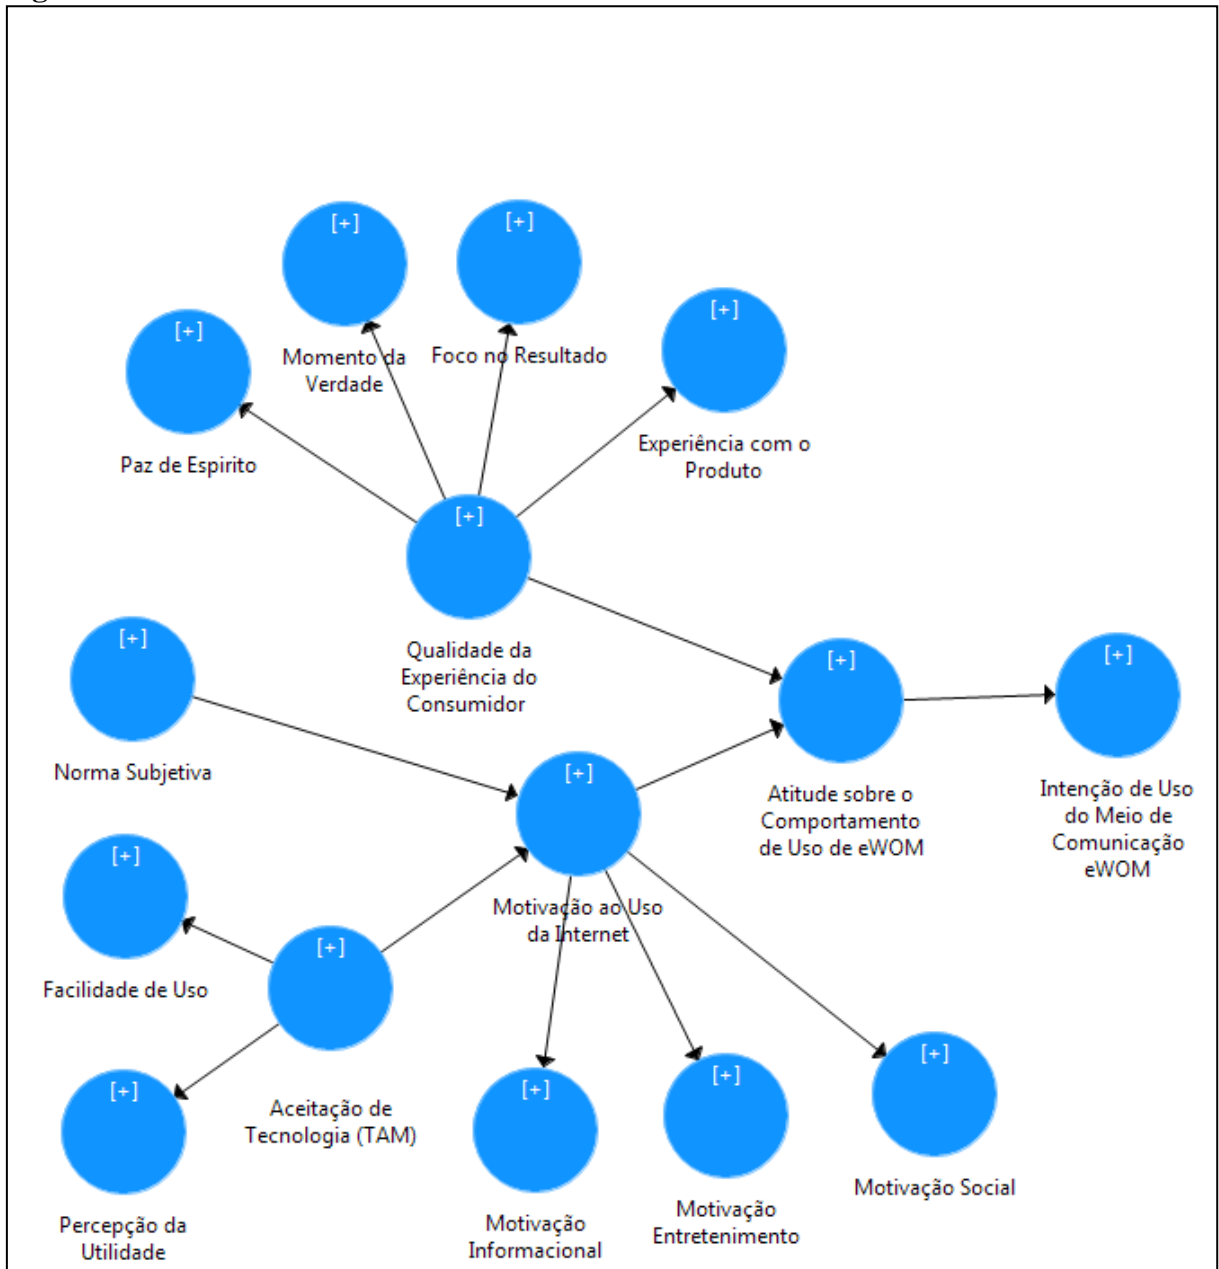 [+]
[+]
[+]
[+]
Momento da
Verdade
Foco no Resultado
Experiência com o
Produto
Paz de Espirito
[+]
Qualidade da
Experiência do
Consumidor
[+]
Norma Subjetiva
[+]
Atitude sobre o
Comportamento
de Uso de eWOM
[+]
Intenção de Uso
do Meio de
Comunicação
eWOM
[+]
Motivação ao Uso
da Internet
[+]
Facilidade de Uso
[+]
Aceitação de
Tecnologia (TAM)
[+]
Percepção da
Utilidade
[+]
Motivação
Informacional
[+]
Motivação
Entretenimento
[+]
Motivação Social